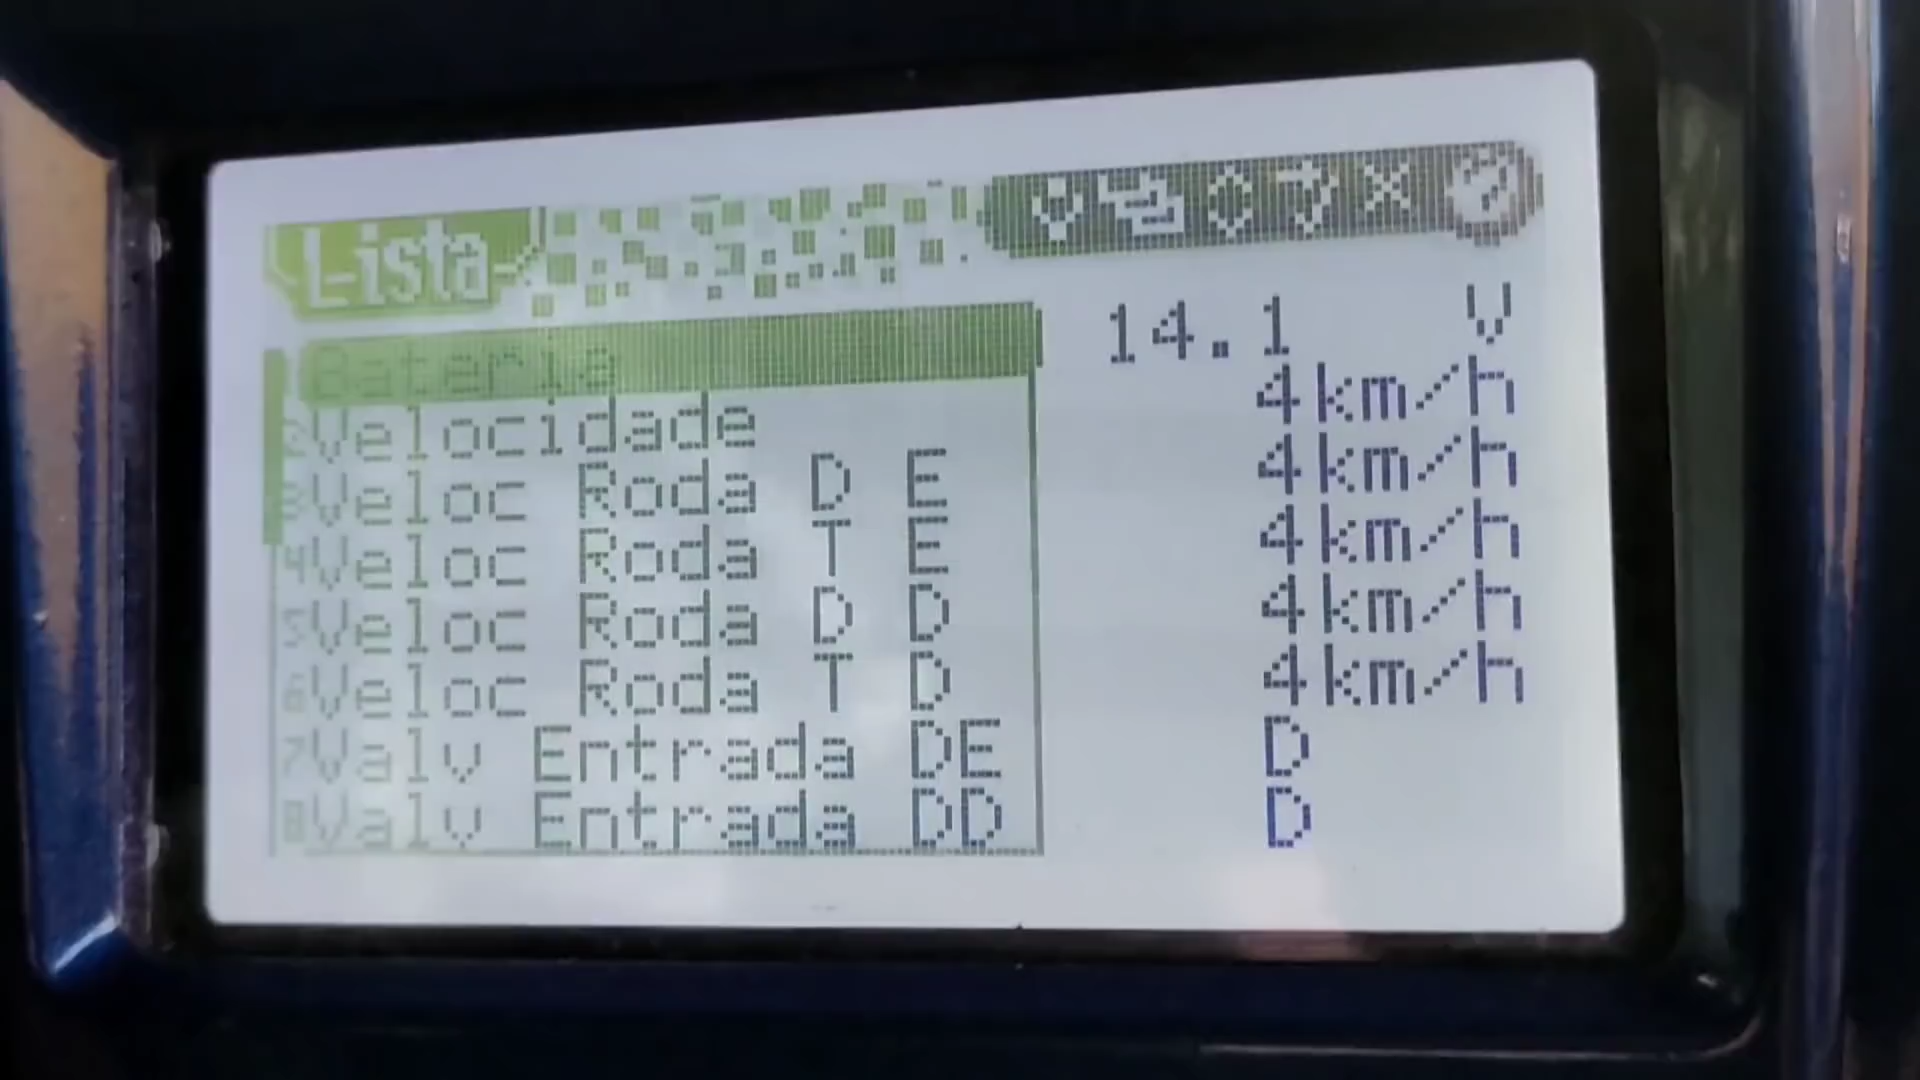 Lista
1Bateria 14.1 V
2Velocidade 4km/h
3Veloc Roda D E 4km/h
4Veloc Roda T E 4km/h
5Veloc Roda D D 4km/h
6Veloc Roda T D 4km/h
7Valv Entrada DE D
8Valv Entrada DD D